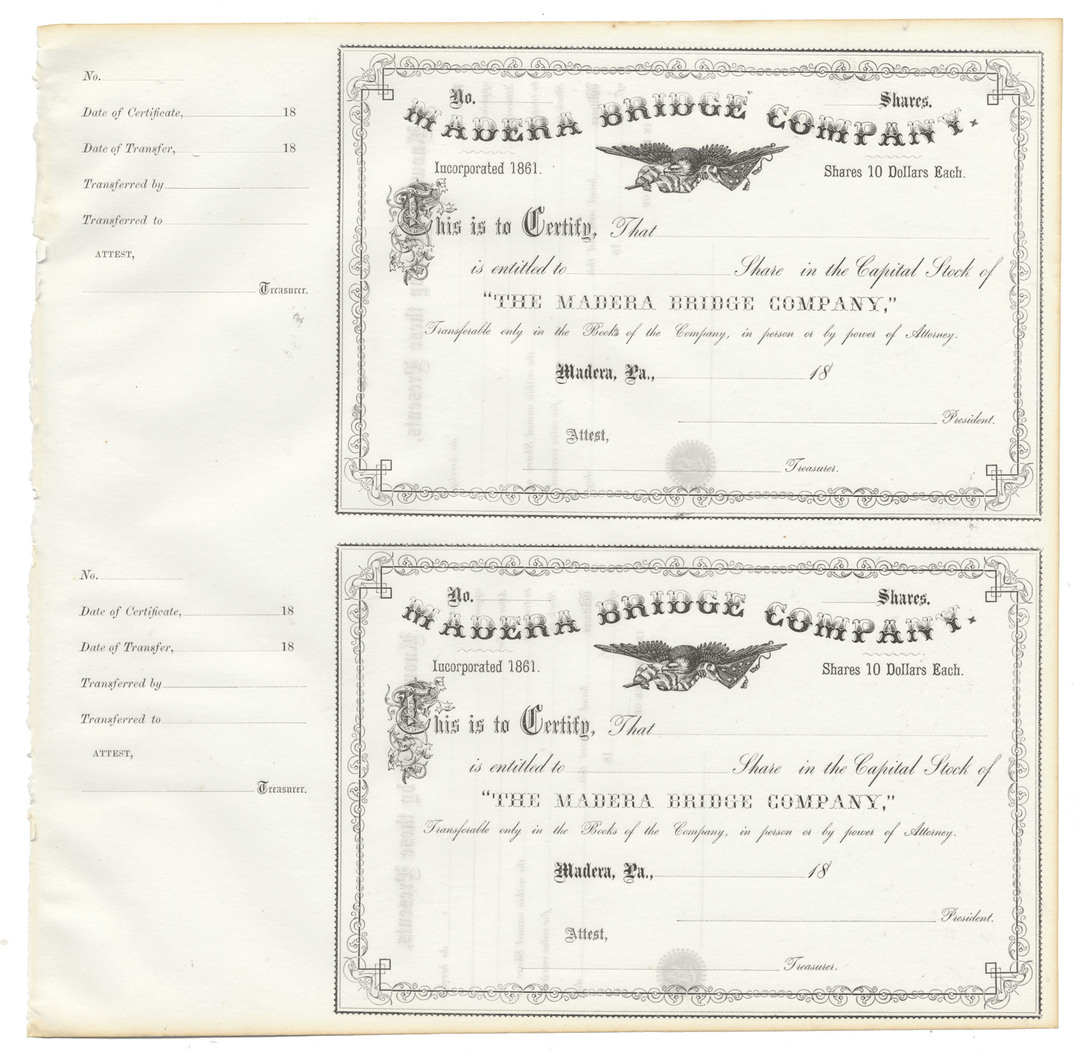 No.
Date of Certificate, 18
Date of Transfer, 18
Transferred by
Transferred to
ATTEST,
Treasurer.
No. Shares.
MADERA BRIDGE COMPANY.
Incorporated 1861. Shares 10 Dollars Each.
This is to Certify, That
is entitled to Share in the Capital Stock of
"THE MADERA BRIDGE COMPANY,"
Transferable only in the Books of the Company, in person or by power of Attorney.
Madera, Pa., 18
President.
Attest,
Treasurer.
No.
Date of Certificate, 18
Date of Transfer, 18
Transferred by
Transferred to
ATTEST,
Treasurer.
No. Shares.
MADERA BRIDGE COMPANY.
Incorporated 1861. Shares 10 Dollars Each.
This is to Certify, That
is entitled to Share in the Capital Stock of
"THE MADERA BRIDGE COMPANY,"
Transferable only in the Books of the Company, in person or by power of Attorney.
Madera, Pa., 18
President.
Attest,
Treasurer.